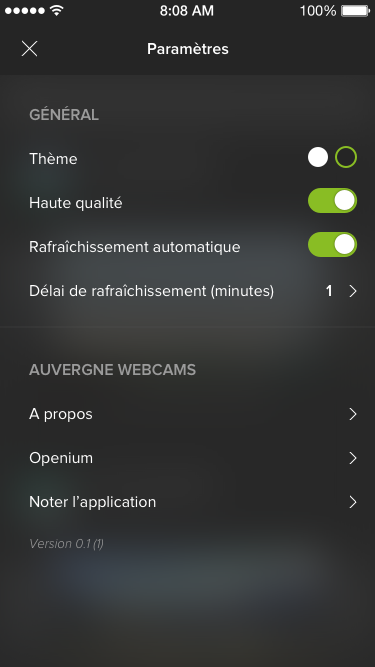 8:08 AM 100%
Paramètres
GÉNÉRAL
Thème
Haute qualité
Rafraîchissement automatique
Délai de rafraîchissement (minutes) 1
AUVERGNE WEBCAMS
A propos
Openium
Noter l’application
Version 0.1 (1)